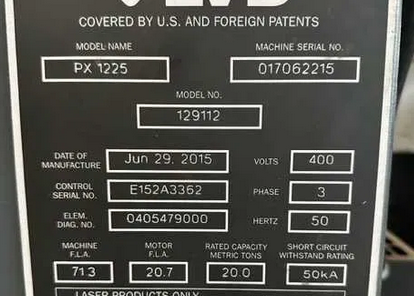 COVERED BY U.S. AND FOREIGN PATENTS
MODEL NAME MACHINE SERIAL NO.
PX 1225 017062215
MODEL NO.
129112
DATE OF MANUFACTURE Jun 29. 2015 VOLTS 400
CONTROL SERIAL NO. E152A3362 PHASE 3
ELEM. DIAG. NO. 0405479000 HERTZ 50
MACHINE F.L.A. MOTOR F.L.A. RATED CAPACITY METRIC TONS SHORT CIRCUIT WITHSTAND RATING
71.3 20.7 20.0 50kA
LASER PRODUCTS ONLY